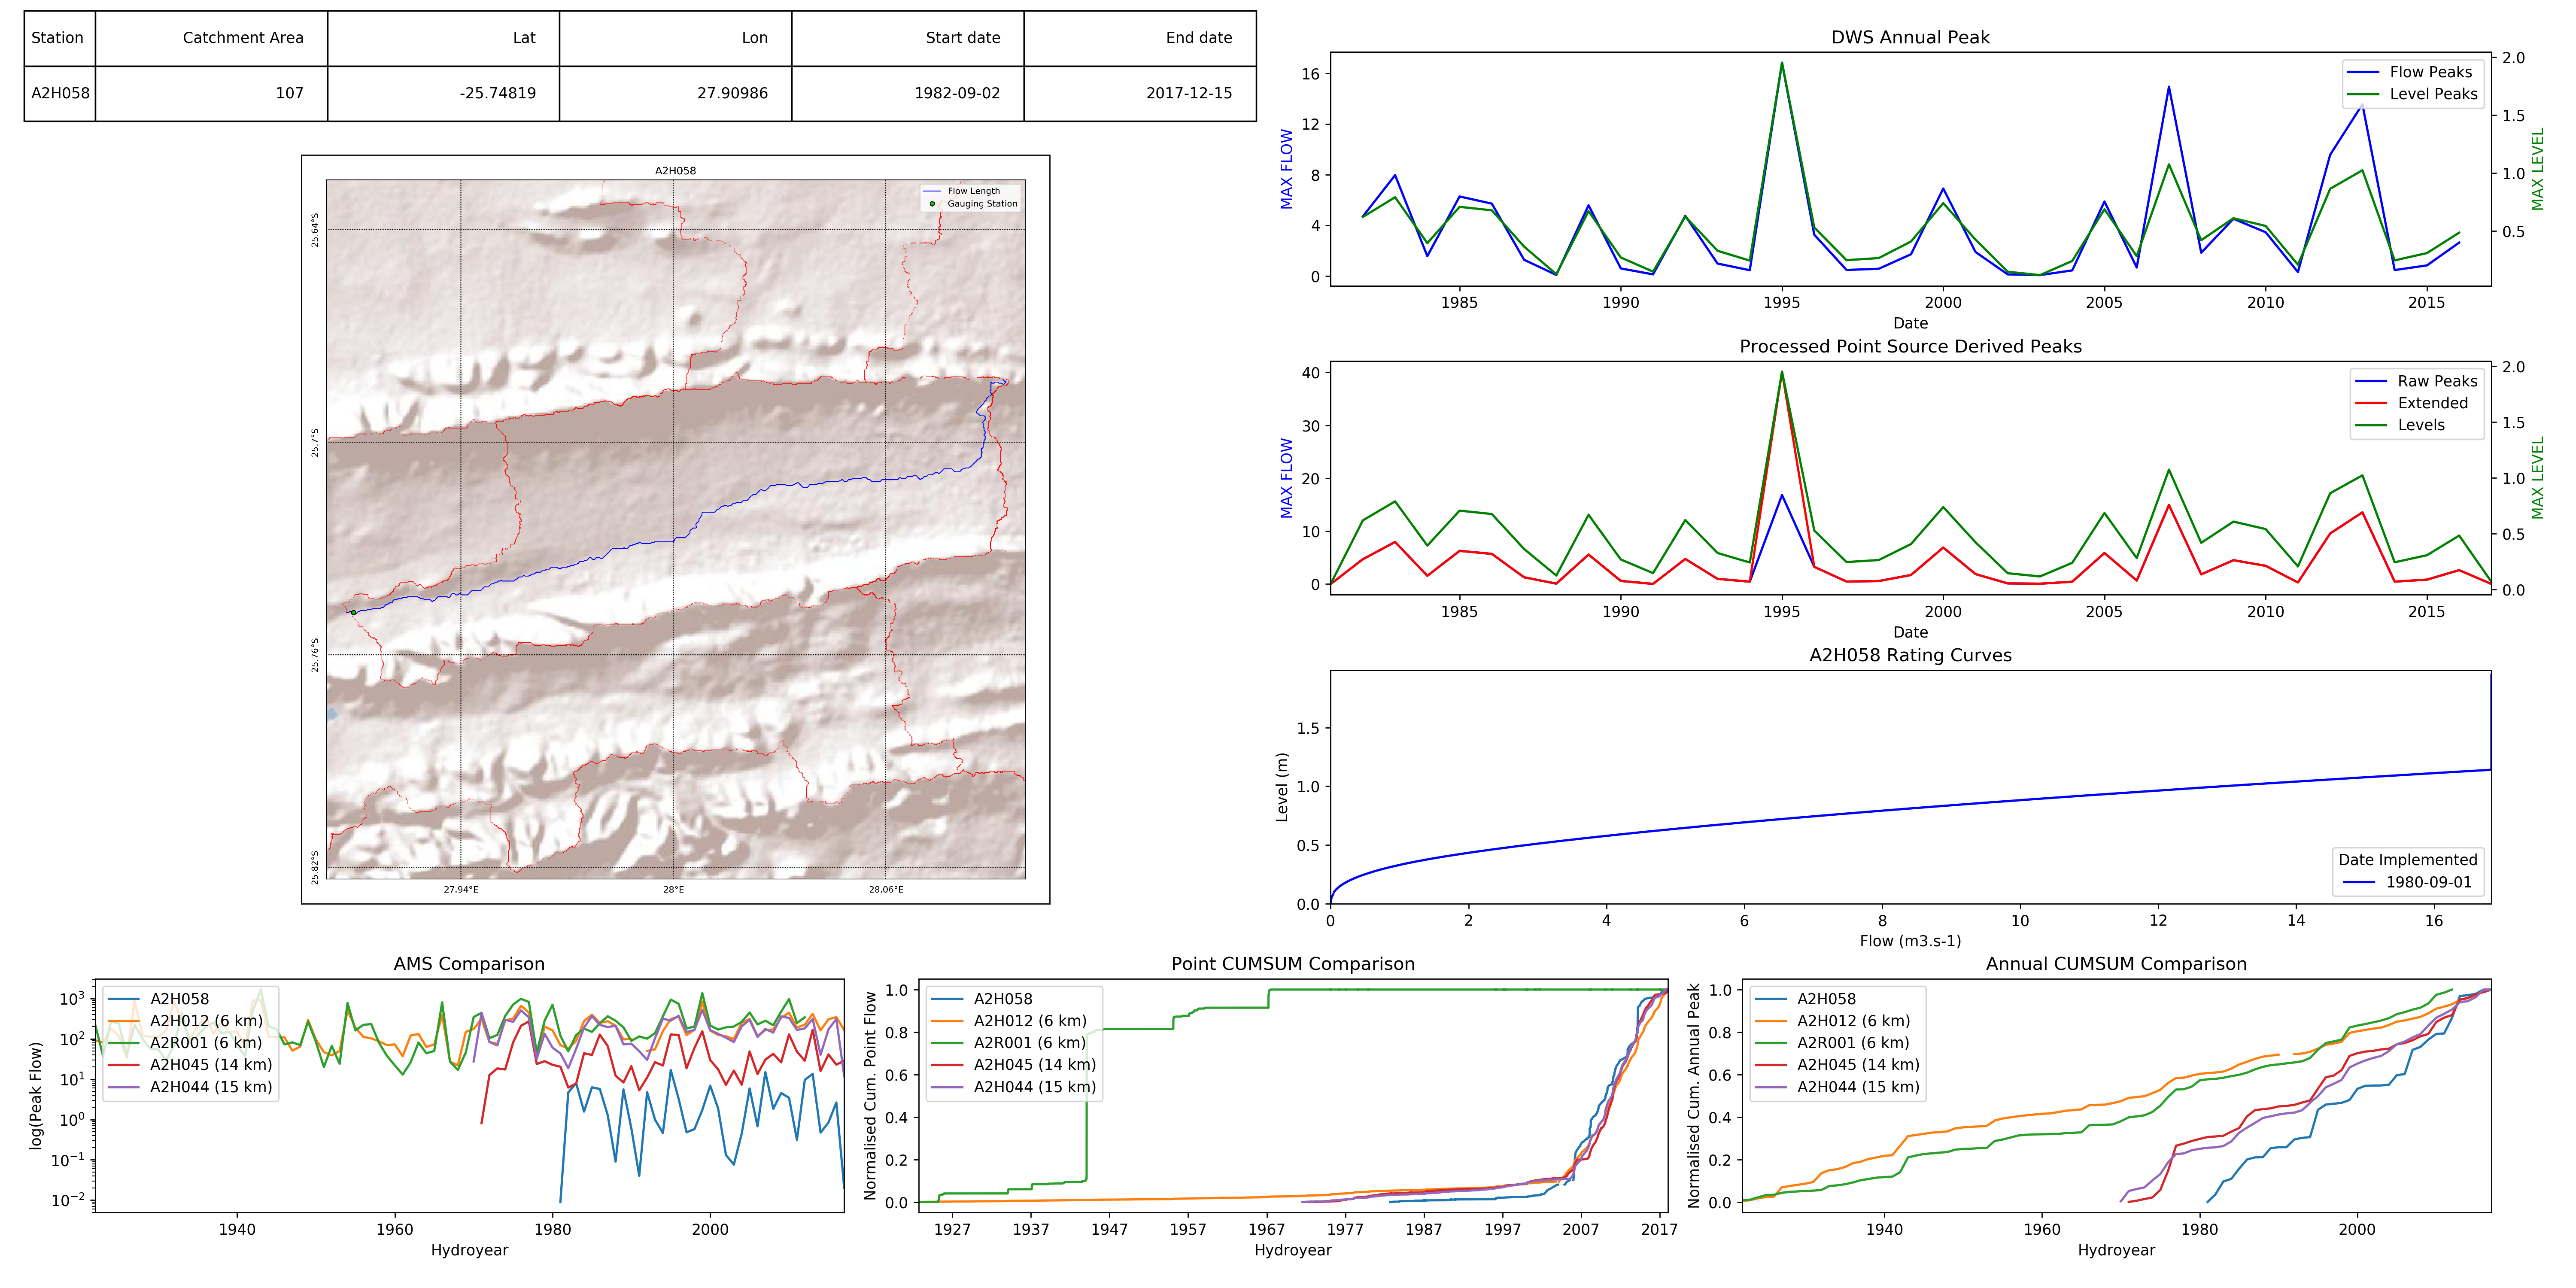 Station Catchment Area Lat Lon Start date End date
A2H058 107 -25.74819 27.90986 1982-09-02 2017-12-15
A2H058
Flow Length
Gauging Station
25.64°S
25.7°S
25.76°S
25.82°S
27.94°E 28°E 28.06°E
DWS Annual Peak
Flow Peaks
Level Peaks
MAX FLOW
16
12
8
4
0
2.0
1.5
1.0
0.5
MAX LEVEL
1985 1990 1995 2000 2005 2010 2015
Date
Processed Point Source Derived Peaks
Raw Peaks
Extended
Levels
MAX FLOW
40
30
20
10
0
2.0
1.5
1.0
0.5
0.0
MAX LEVEL
1985 1990 1995 2000 2005 2010 2015
Date
A2H058 Rating Curves
Level (m)
1.5
1.0
0.5
0.0
Date Implemented
1980-09-01
0 2 4 6 8 10 12 14 16
Flow (m3.s-1)
AMS Comparison
A2H058
A2H012 (6 km)
A2R001 (6 km)
A2H045 (14 km)
A2H044 (15 km)
log(Peak Flow)
10³
10²
10¹
10⁰
10⁻¹
10⁻²
1940 1960 1980 2000
Hydroyear
Point CUMSUM Comparison
A2H058
A2H012 (6 km)
A2R001 (6 km)
A2H045 (14 km)
A2H044 (15 km)
Normalised Cum. Point Flow
1.0
0.8
0.6
0.4
0.2
0.0
1927 1937 1947 1957 1967 1977 1987 1997 2007 2017
Hydroyear
Annual CUMSUM Comparison
A2H058
A2H012 (6 km)
A2R001 (6 km)
A2H045 (14 km)
A2H044 (15 km)
Normalised Cum. Annual Peak
1.0
0.8
0.6
0.4
0.2
0.0
1940 1960 1980 2000
Hydroyear